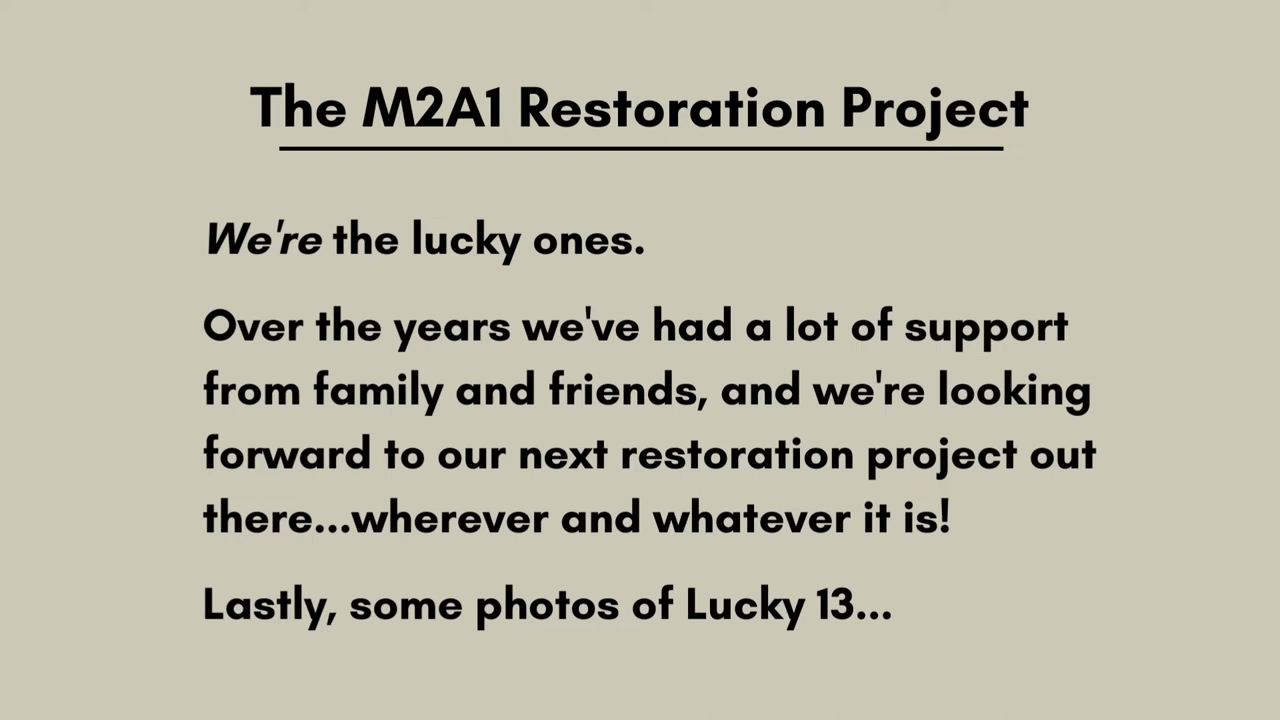 The M2A1 Restoration Project
We're the lucky ones.
Over the years we've had a lot of support
from family and friends, and we're looking
forward to our next restoration project out
there...wherever and whatever it is!
Lastly, some photos of Lucky 13...